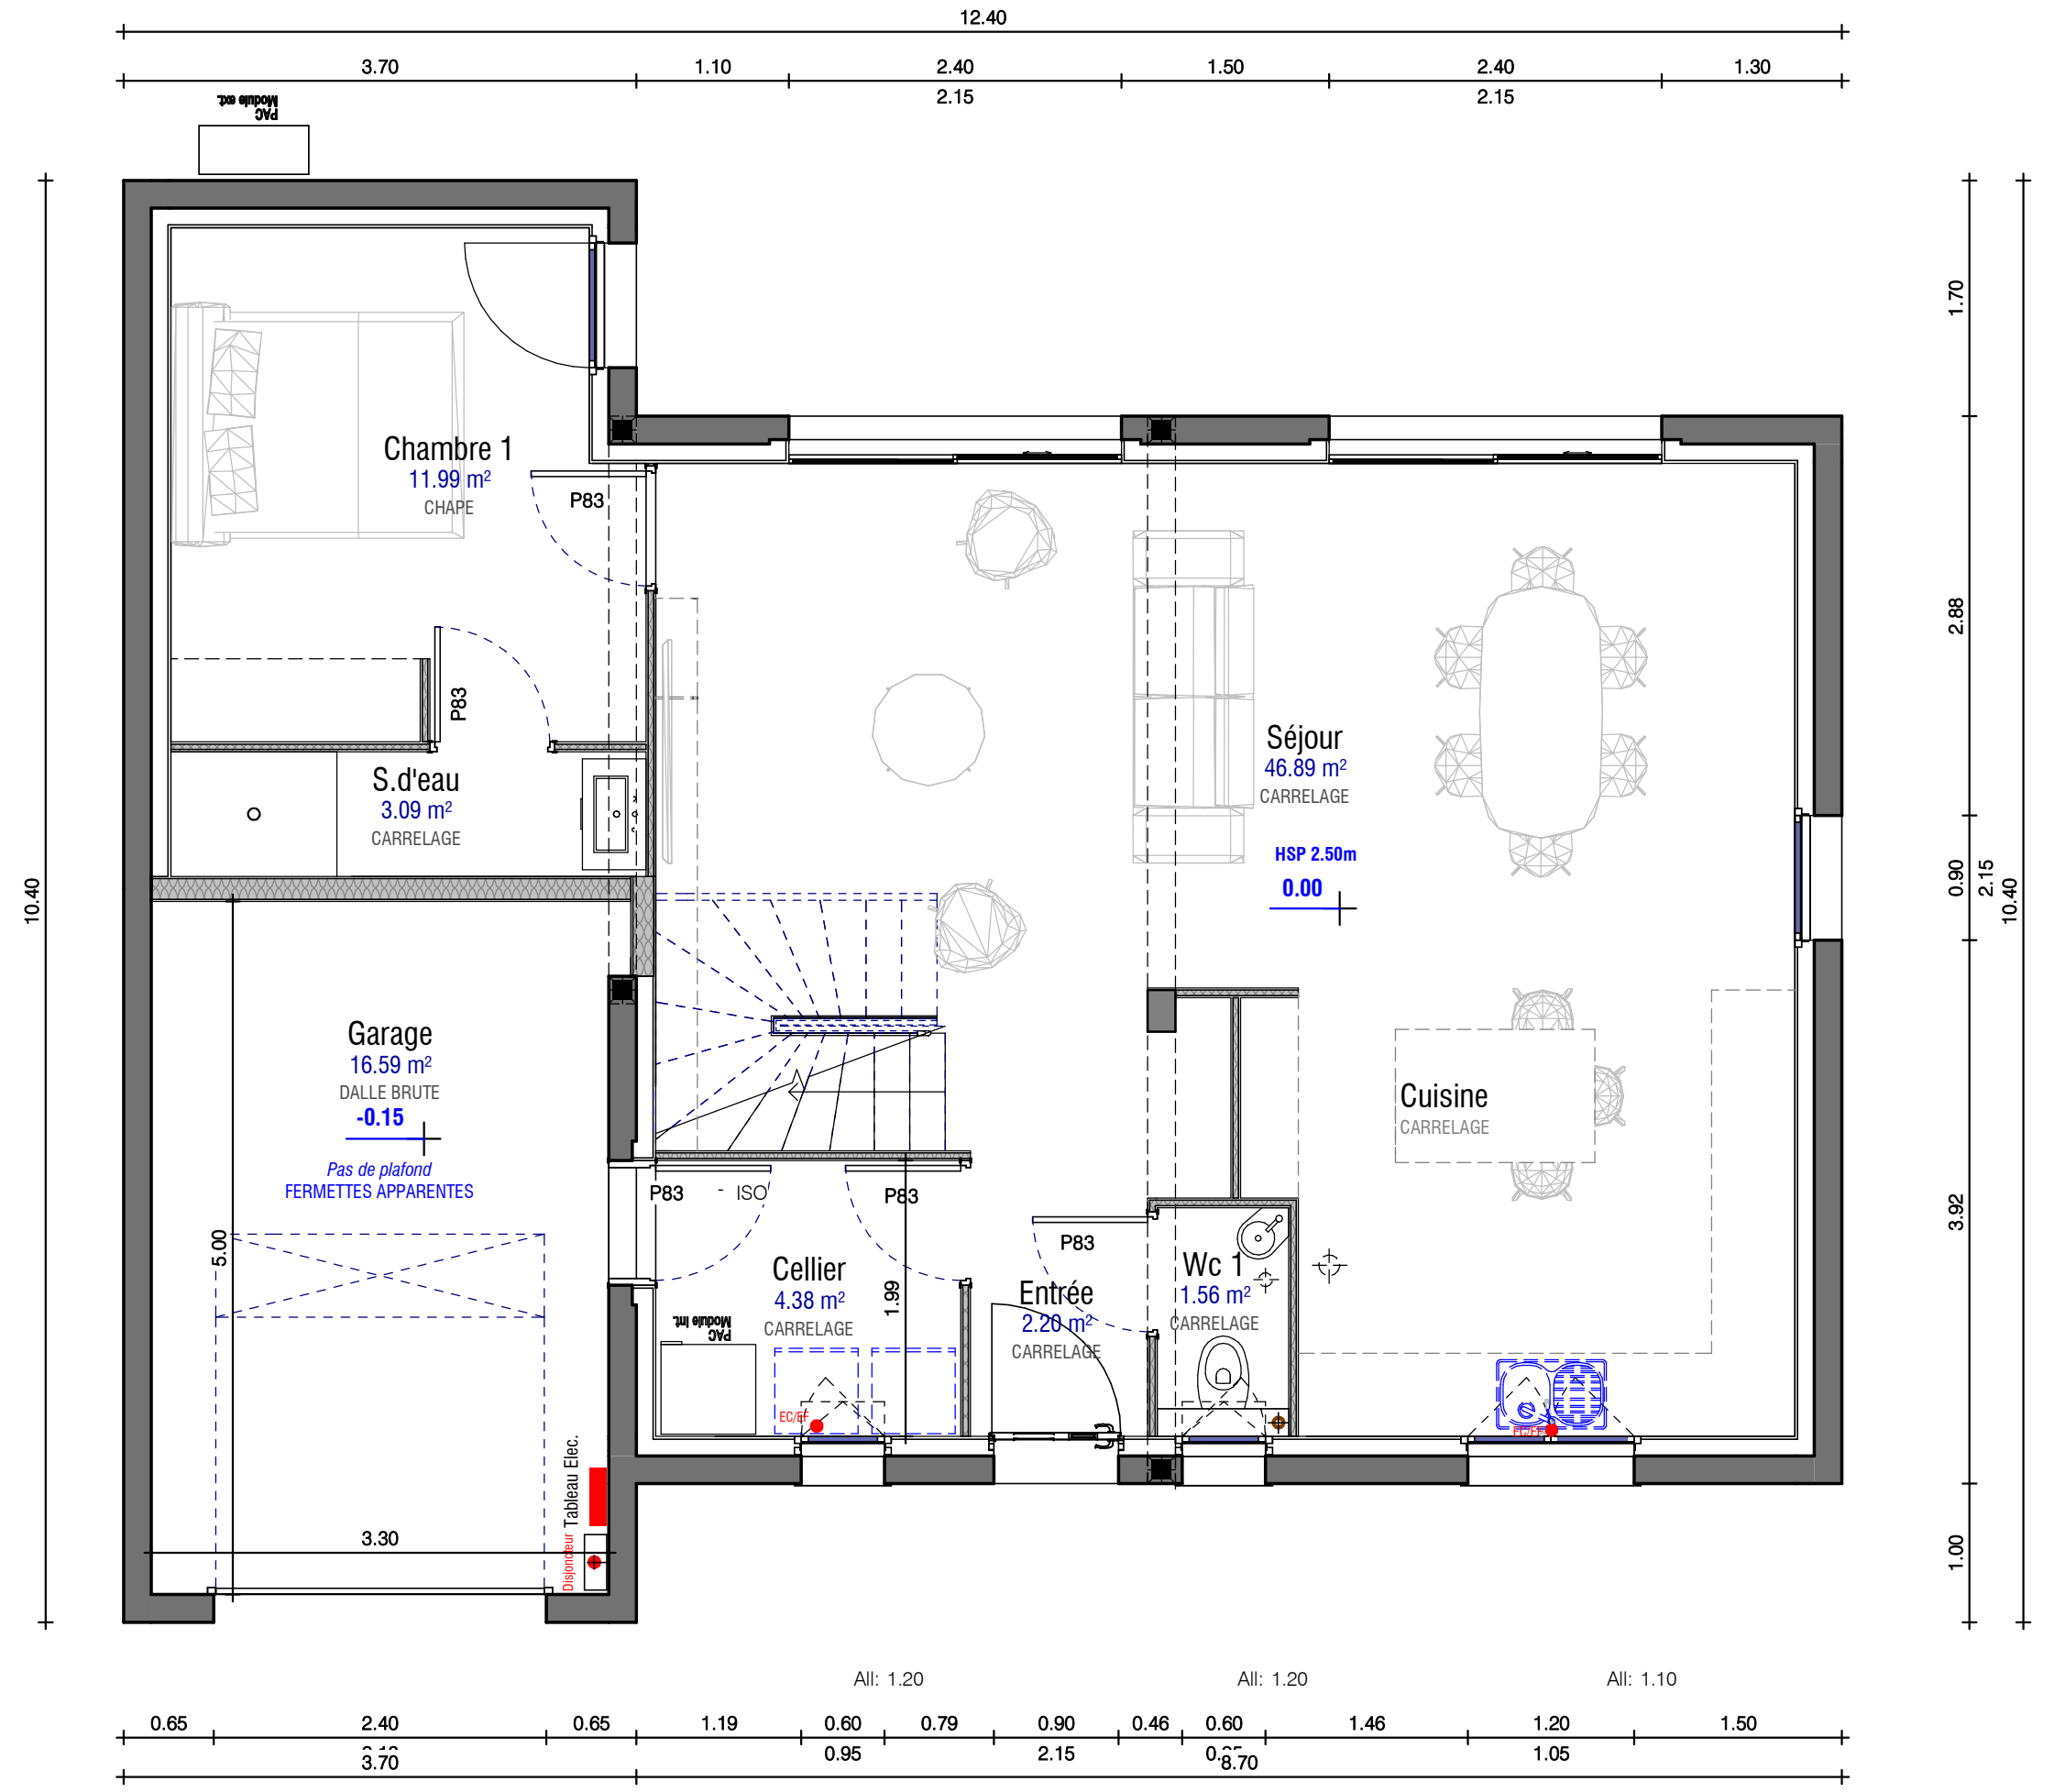 12.40
3.70
1.10
2.40
1.50
2.40
1.30
2.15
2.15
PAC
Module ext.
1.70
2.88
0.90
2.15
10.40
3.92
1.00
10.40
Chambre 1
11.99 m²
CHAPE
P83
P83
S.d'eau
3.09 m²
CARRELAGE
Séjour
46.89 m²
CARRELAGE
HSP 2.50m
0.00
Garage
16.59 m²
DALLE BRUTE
-0.15
Pas de plafond
FERMETTES APPARENTES
5.00
3.30
Tableau Elec.
Disjoncteur
Cuisine
CARRELAGE
P83 - ISO
P83
P83
Cellier
4.38 m²
CARRELAGE
1.99
PAC
Module Int.
EC/EF
Entrée
2.20 m²
CARRELAGE
Wc 1
1.56 m²
CARRELAGE
EC/EF
All: 1.20
All: 1.20
All: 1.10
0.65
2.40
0.65
1.19
0.60
0.79
0.90
0.46
0.60
1.46
1.20
1.50
0.95
2.15
1.05
3.70
8.70